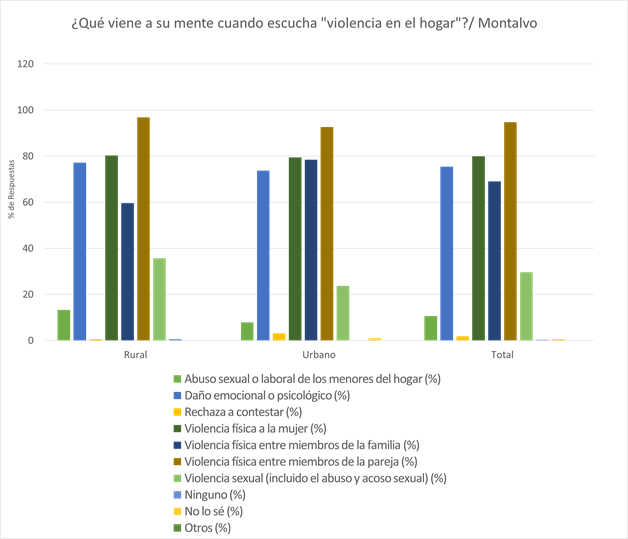 ¿Qué viene a su mente cuando escucha "violencia en el hogar"?/ Montalvo
120
100
80
60
40
20
0
% de Respuestas
Rural
Urbano
Total
Abuso sexual o laboral de los menores del hogar (%)
Daño emocional o psicológico (%)
Rechaza a contestar (%)
Violencia física a la mujer (%)
Violencia física entre miembros de la familia (%)
Violencia física entre miembros de la pareja (%)
Violencia sexual (incluido el abuso y acoso sexual) (%)
Ninguno (%)
No lo sé (%)
Otros (%)